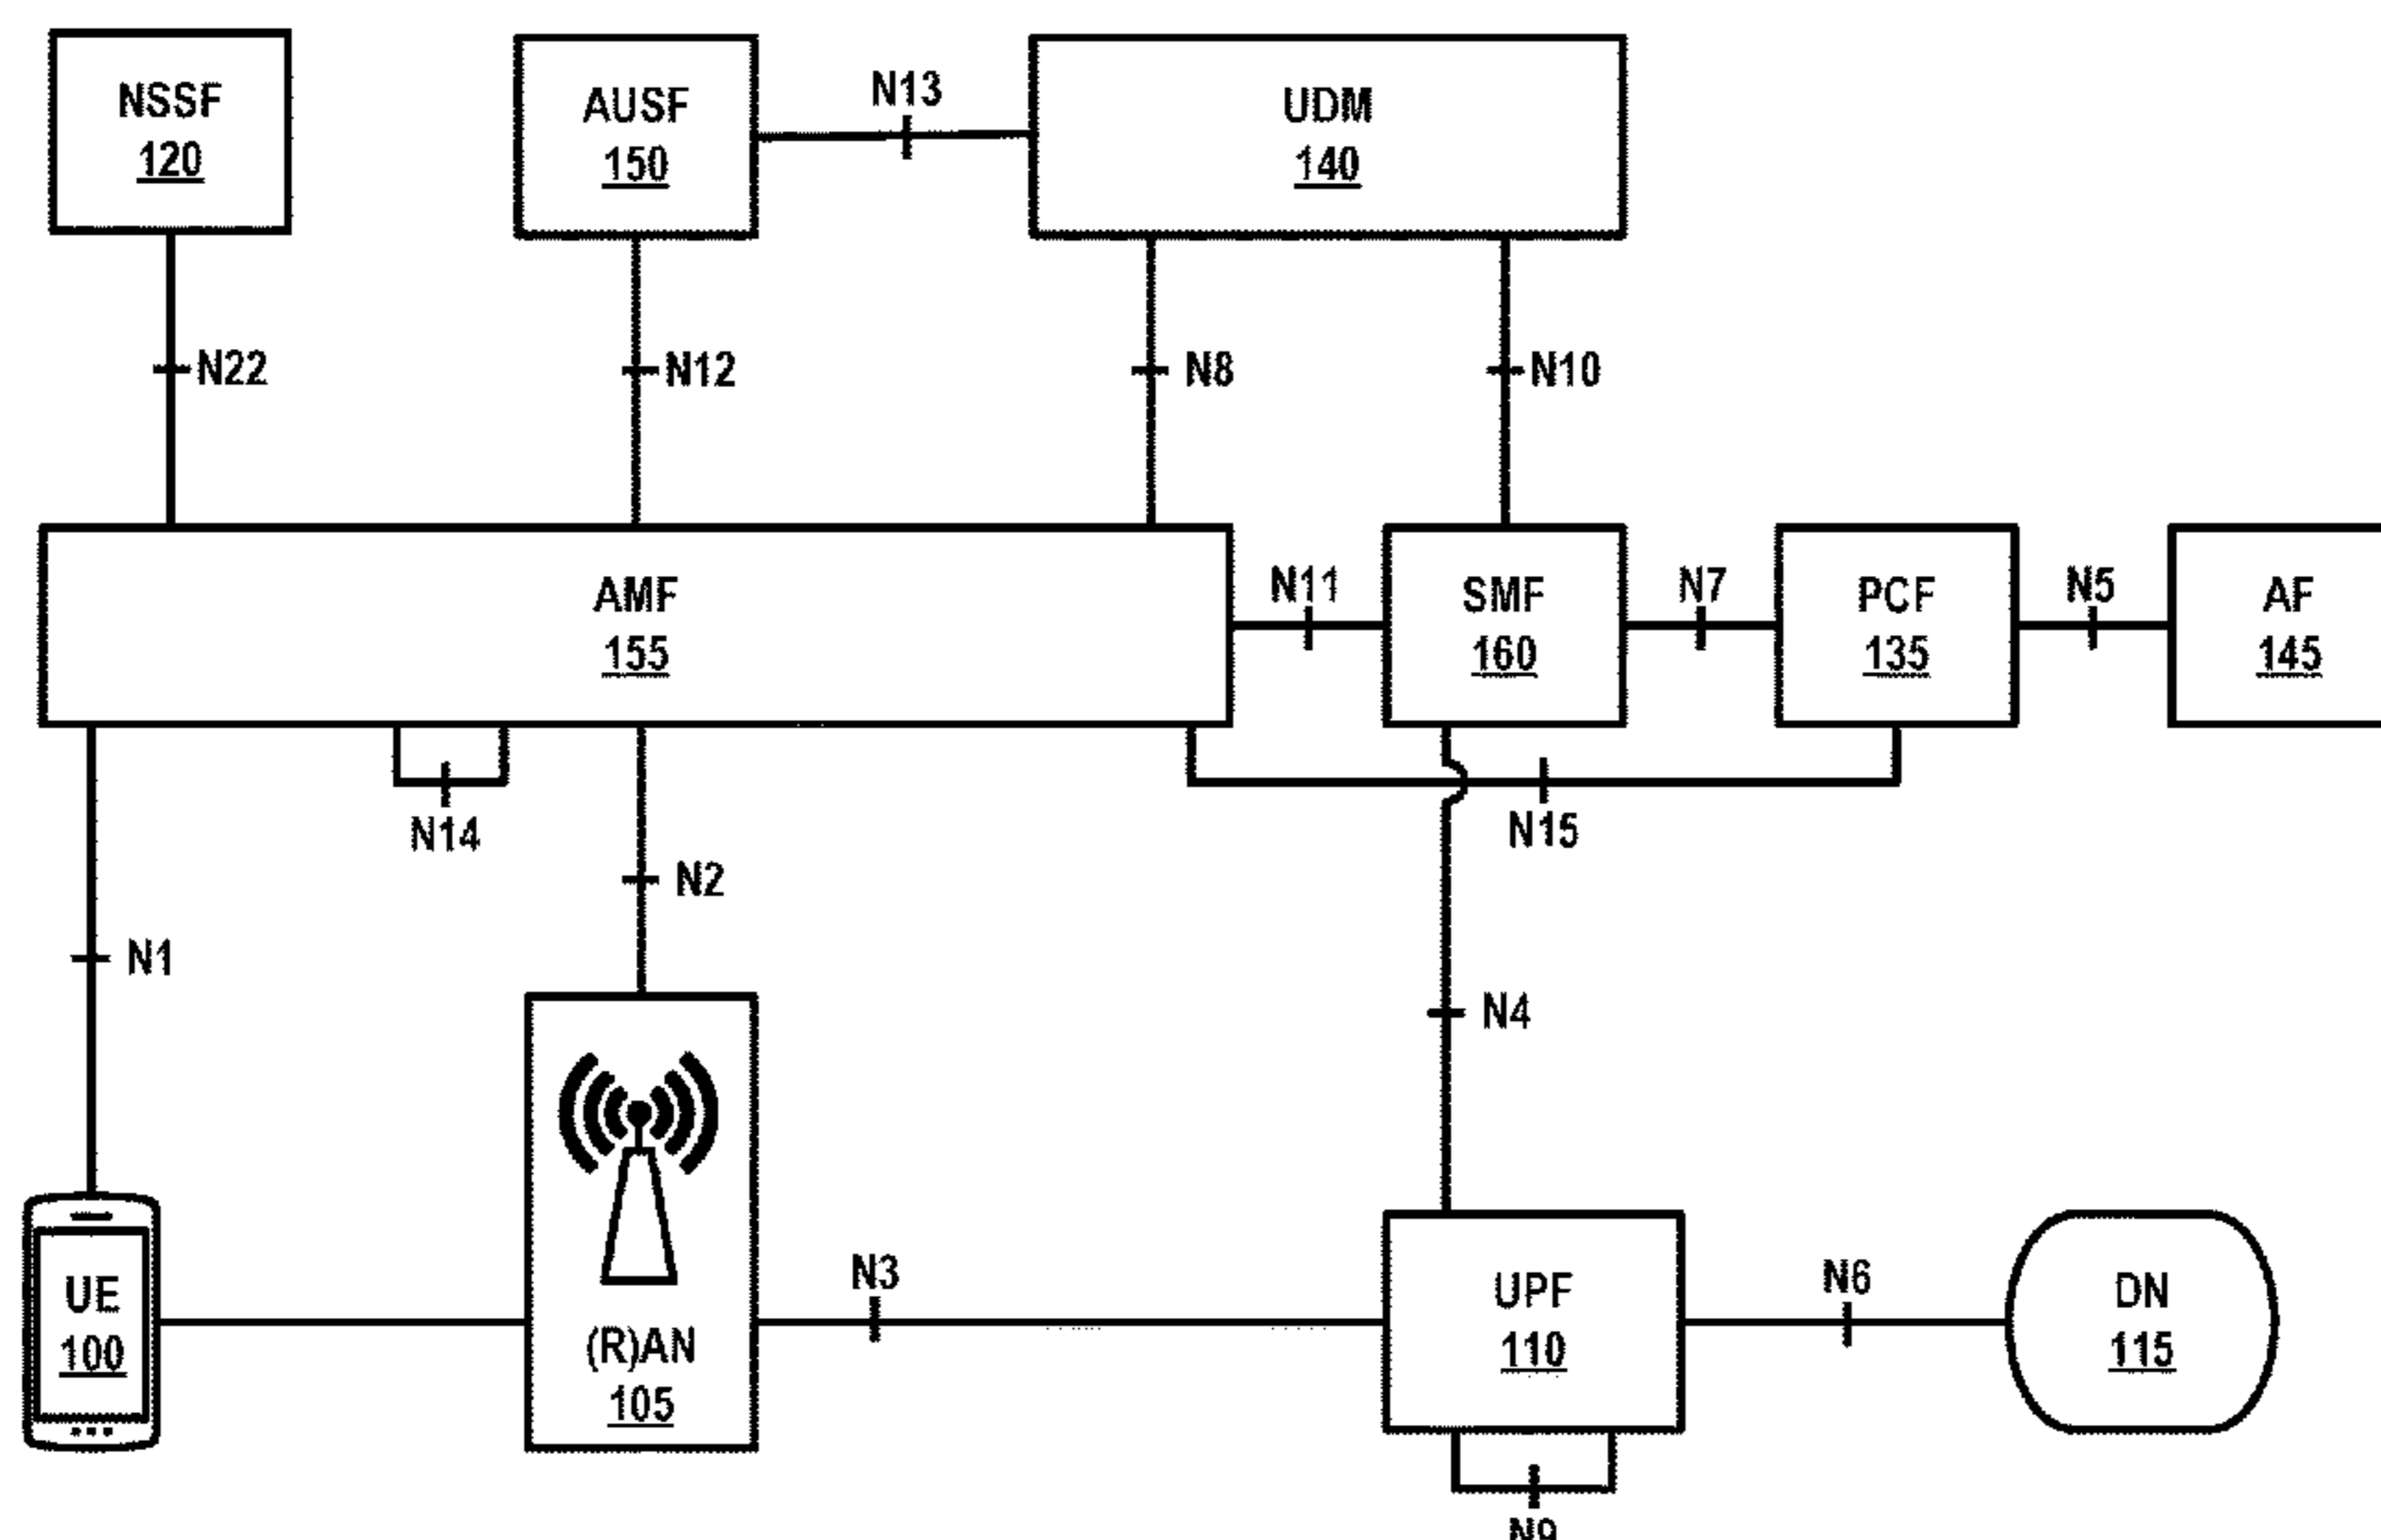 NSSF
120
AUSF
150
N13
UDM
140
N22
N12
N8
N10
AMF
155
N11
SMF
160
N7
PCF
135
N5
AF
145
N14
N15
N2
N1
N4
UE
100
(R)AN
105
N3
UPF
110
N6
DN
115
N9